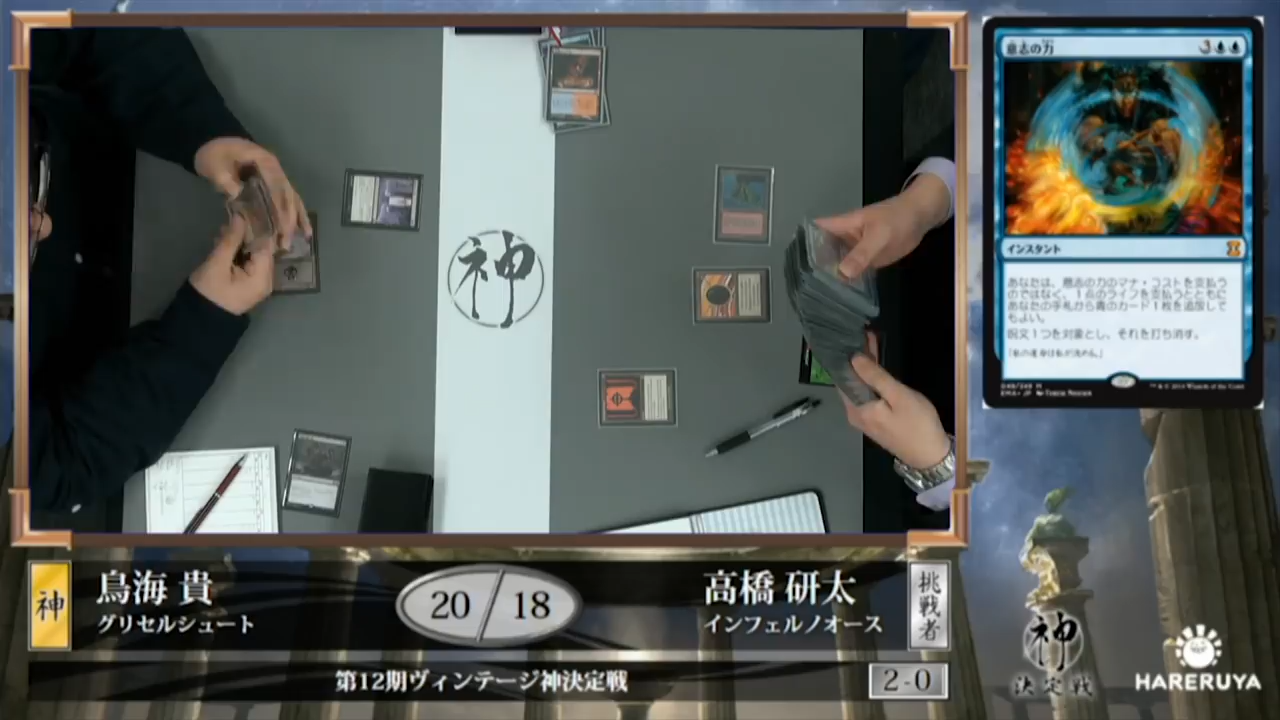 意志の力
3
インスタント
あなたは、意志の力のマナ・コストを支払う
のではなく、1点のライフを支払うとともに
あなたの手札から青のカード1枚を追放して
もよい。
呪文1つを対象とし、それを打ち消す。
神
神
鳥海 貴
グリセルシュート
20 / 18
高橋 研太
インフェルノオース
挑戦者
第12期ヴィンテージ神決定戦
2-0
神
決定戦
HARERUYA